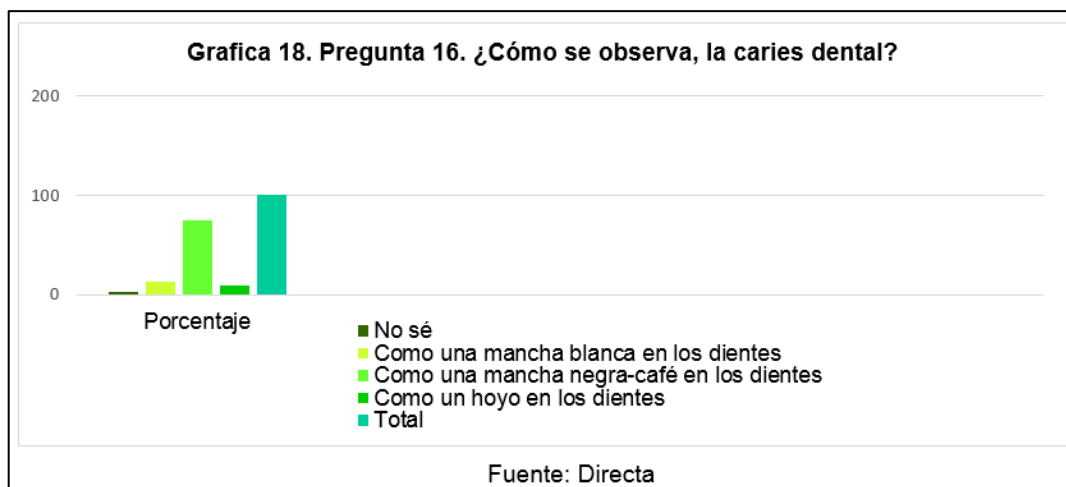 Grafica 18. Pregunta 16. ¿Cómo se observa, la caries dental?
200
100
0
Porcentaje
No sé
Como una mancha blanca en los dientes
Como una mancha negra-café en los dientes
Como un hoyo en los dientes
Total
Fuente: Directa